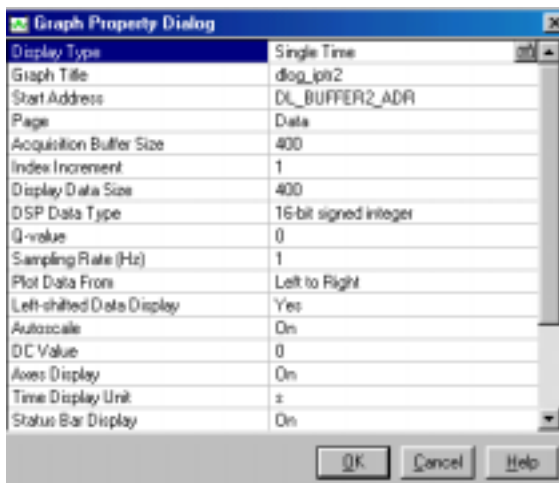 Graph Property Dialog
Display Type Single Time
Graph Title dlog_iptr2
Start Address DL_BUFFER2_ADR
Page Data
Acquisition Buffer Size 400
Index Increment 1
Display Data Size 400
DSP Data Type 16-bit signed integer
Q-value 0
Sampling Rate (Hz) 1
Plot Data From Left to Right
Left-shifted Data Display Yes
Autoscale On
DC Value 0
Axes Display On
Time Display Unit s
Status Bar Display On
OK Cancel Help